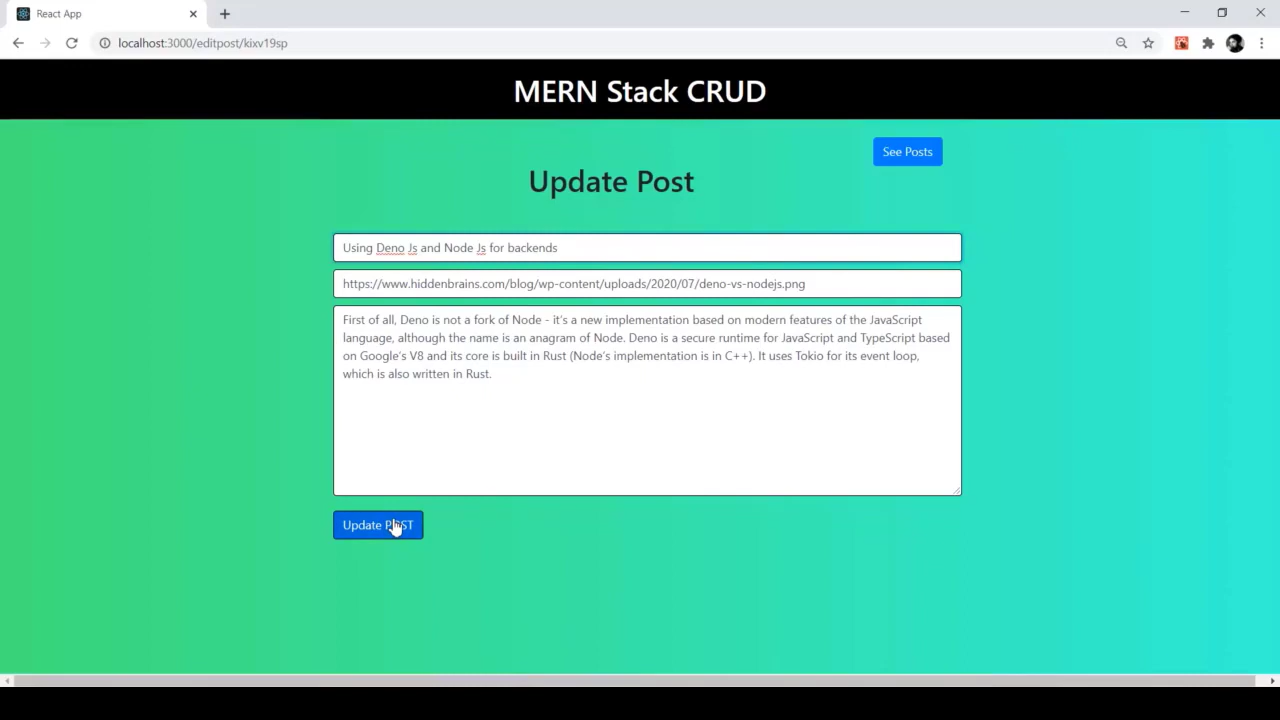 React App
localhost:3000/editpost/kixv19sp
MERN Stack CRUD
See Posts
Update Post
Using Deno Js and Node Js for backends
https://www.hiddenbrains.com/blog/wp-content/uploads/2020/07/deno-vs-nodejs.png
First of all, Deno is not a fork of Node - it's a new implementation based on modern features of the JavaScript
language, although the name is an anagram of Node. Deno is a secure runtime for JavaScript and TypeScript based
on Google's V8 and its core is built in Rust (Node's implementation is in C++). It uses Tokio for its event loop,
which is also written in Rust.
Update POST